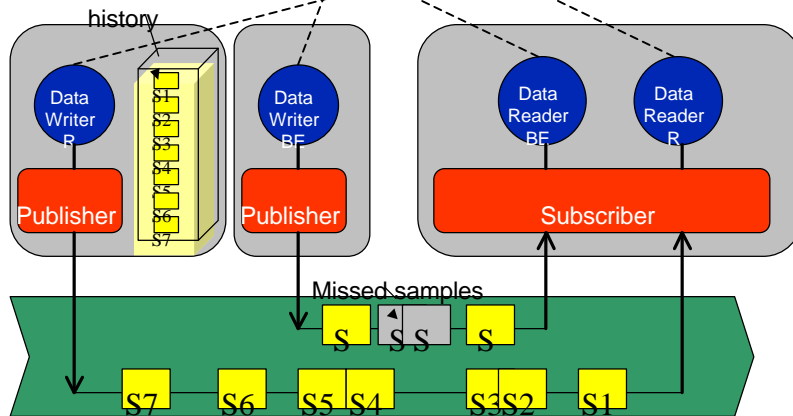 history
Data
Writer
R
S1
S2
S3
S4
S5
S6
S7
Publisher
Data
Writer
BE
Publisher
Data
Reader
BE
Data
Reader
R
Subscriber
Missed samples
S
S
S
S
S7
S6
S5
S4
S3
S2
S1